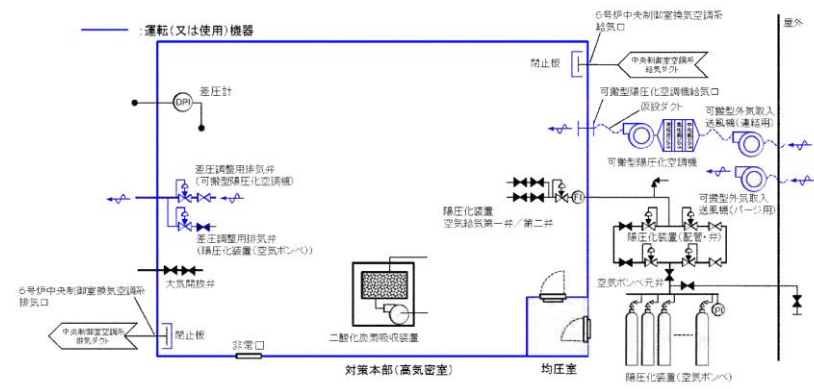 ：運転(又は使用)機器
5号炉中央制御室換気空調系
給気口
屋外
閉止板
中央制御室空調系
給気ダクト
差圧計
DPI
可搬型陽圧化空調機給気口
仮設ダクト
可搬型外気取入
送風機(連結用)
可搬型陽圧化空調機
差圧調整用排気弁
(可搬型陽圧化空調機)
陽圧化装置
空気給気第一弁／第二弁
FI
可搬型外気取入
送風機(パージ用)
差圧調整用排気弁
(陽圧化装置(空気ボンベ))
陽圧化装置(配管・弁)
大気開放弁
空気ボンベ元弁
5号炉中央制御室換気空調系
排気口
PI
中央制御室空調系
排気ダクト
閉止板
二酸化炭素吸収装置
非常口
対策本部(高気密室)
均圧室
陽圧化装置(空気ボンベ)